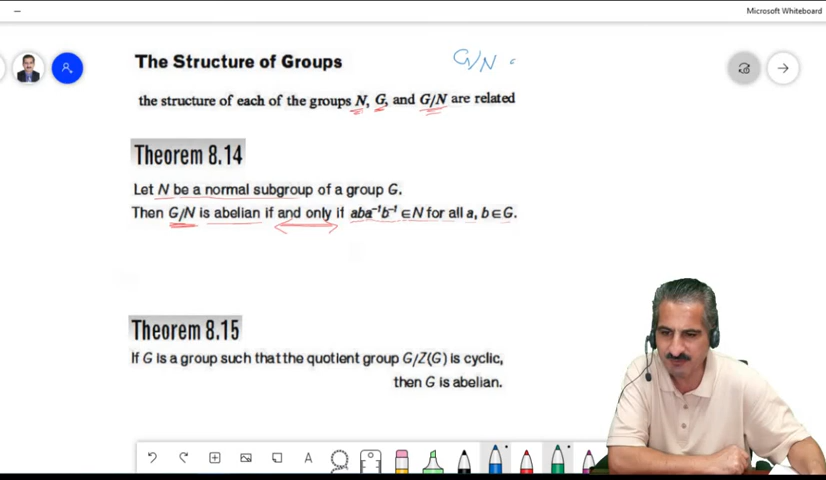 Microsoft Whiteboard
The Structure of Groups
G/N
the structure of each of the groups N, G, and G/N are related
Theorem 8.14
Let N be a normal subgroup of a group G.
Then G/N is abelian if and only if aba⁻¹b⁻¹ ∈ N for all a, b ∈ G.
Theorem 8.15
If G is a group such that the quotient group G/Z(G) is cyclic,
then G is abelian.